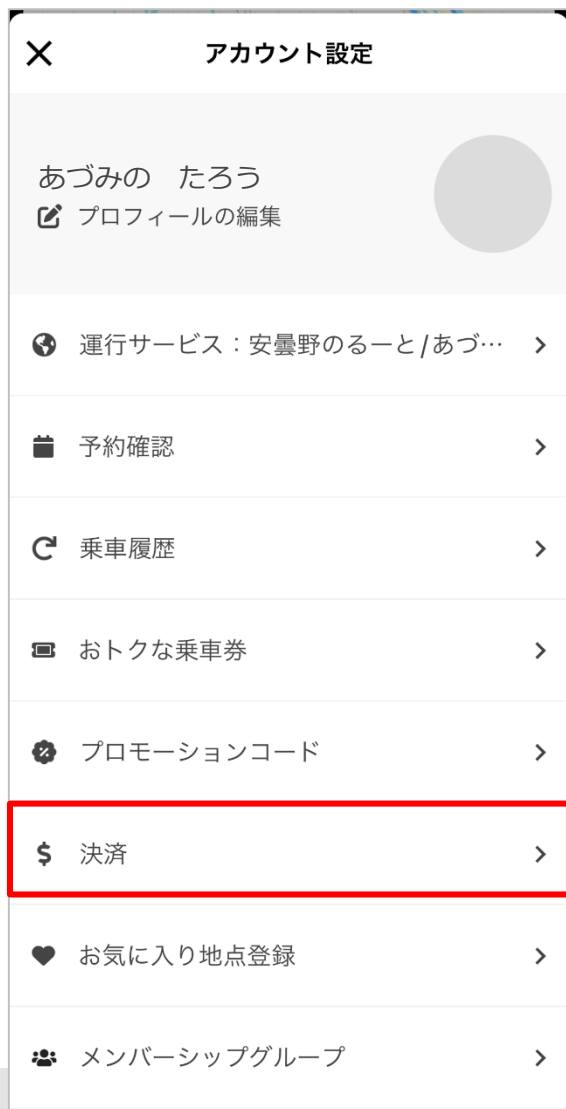 アカウント設定
あづみの　たろう
プロフィールの編集
運行サービス：安曇野のるーと/あづ…
予約確認
乗車履歴
おトクな乗車券
プロモーションコード
決済
お気に入り地点登録
メンバーシップグループ